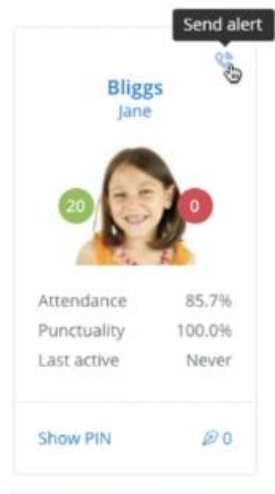 Send alert
Bliggs
Jane
20 0
Attendance 85.7%
Punctuality 100.0%
Last active Never
Show PIN 0